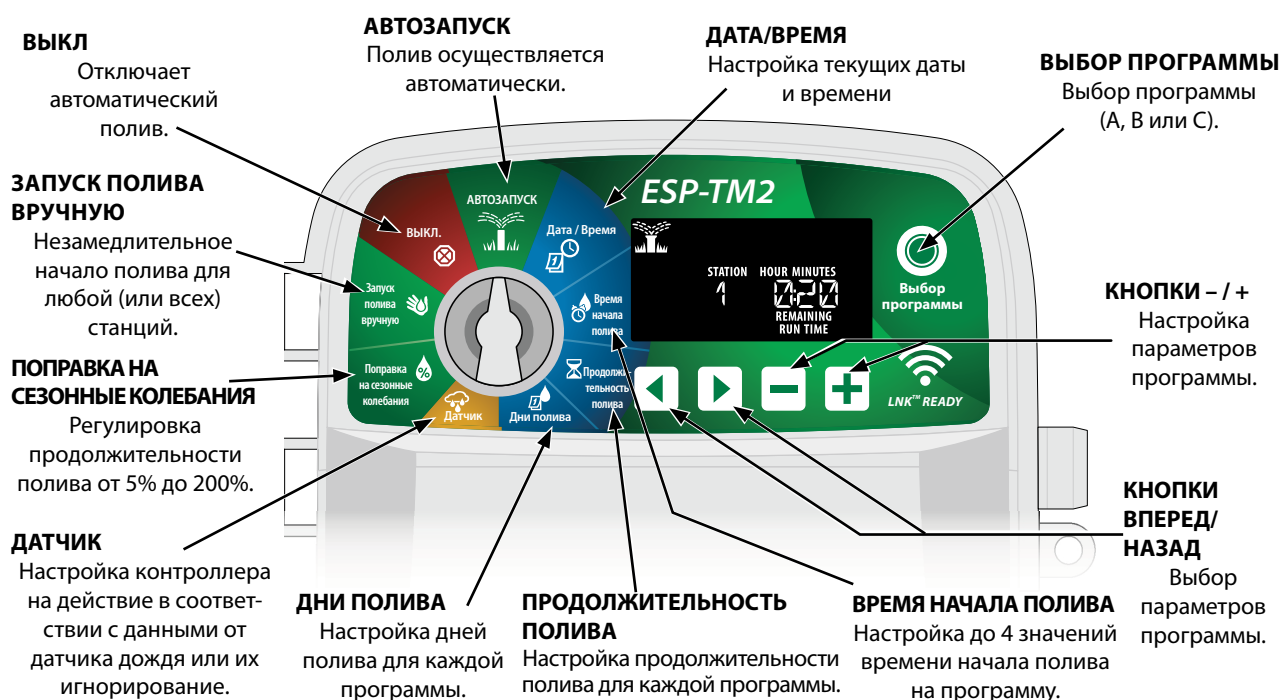 ВЫКЛ
Отключает
автоматический
полив.
АВТОЗАПУСК
Полив осуществляется
автоматически.
ДАТА/ВРЕМЯ
Настройка текущих даты
и времени
ВЫБОР ПРОГРАММЫ
Выбор программы
(A, B или C).
ЗАПУСК ПОЛИВА
ВРУЧНУЮ
Незамедлительное
начало полива для
любой (или всех)
станций.
ПОПРАВКА НА
СЕЗОННЫЕ КОЛЕБАНИЯ
Регулировка
продолжительности
полива от 5% до 200%.
ДАТЧИК
Настройка контроллера
на действие в соответ-
ствии с данными от
датчика дождя или их
игнорирование.
ВЫКЛ.
АВТОЗАПУСК
Дата / Время
Время
начала
полива
Продолжи-
тельность
полива
Дни полива
Датчик
Поправка
на сезонные
колебания
%
Запуск
полива
вручную
ESP-TM2
STATION
HOUR MINUTES
1
0:20
REMAINING
RUN TIME
Выбор
программы
LNK™ READY
КНОПКИ – / +
Настройка
параметров
программы.
КНОПКИ
ВПЕРЕД/
НАЗАД
Выбор
параметров
программы.
ДНИ ПОЛИВА
Настройка дней
полива для каждой
программы.
ПРОДОЛЖИТЕЛЬНОСТЬ
ПОЛИВА
Настройка продолжительности
полива для каждой программы.
ВРЕМЯ НАЧАЛА ПОЛИВА
Настройка до 4 значений
времени начала полива
на программу.